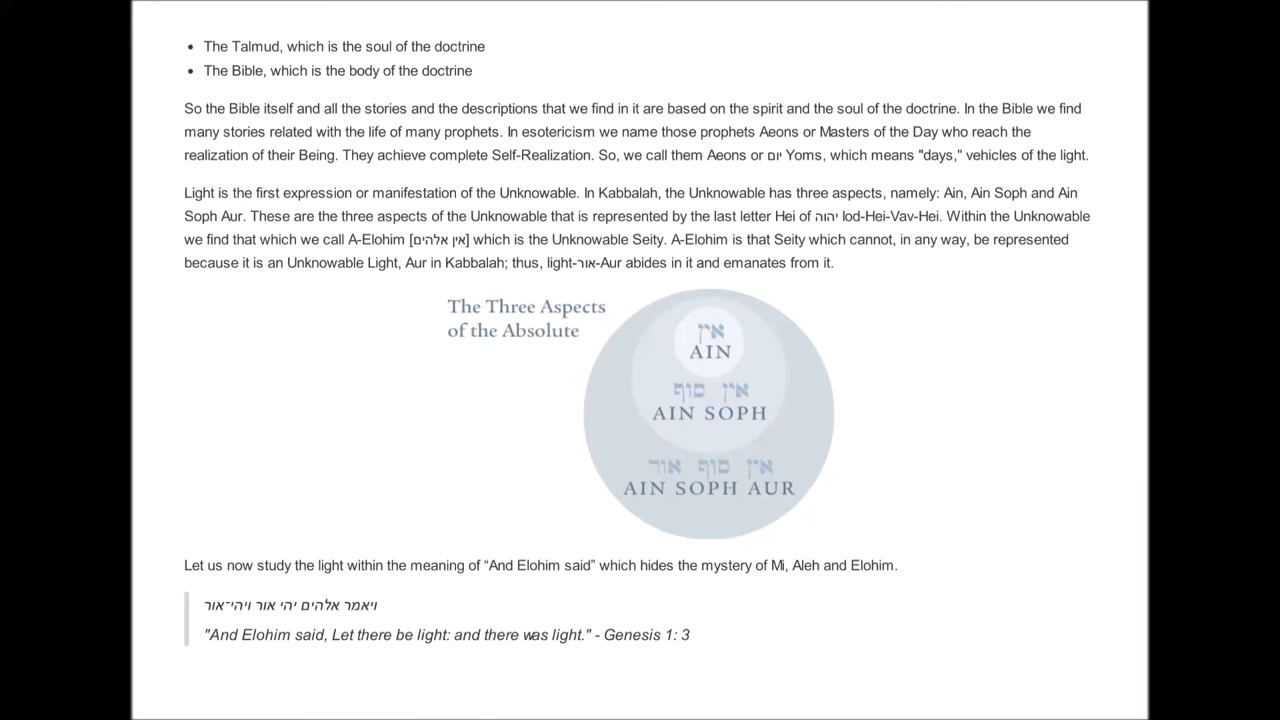 • The Talmud, which is the soul of the doctrine
• The Bible, which is the body of the doctrine
So the Bible itself and all the stories and the descriptions that we find in it are based on the spirit and the soul of the doctrine. In the Bible we find
many stories related with the life of many prophets. In esotericism we name those prophets Aeons or Masters of the Day who reach the
realization of their Being. They achieve complete Self-Realization. So, we call them Aeons or יום Yoms, which means "days," vehicles of the light.
Light is the first expression or manifestation of the Unknowable. In Kabbalah, the Unknowable has three aspects, namely: Ain, Ain Soph and Ain
Soph Aur. These are the three aspects of the Unknowable that is represented by the last letter Hei of יהוה Iod-Hei-Vav-Hei. Within the Unknowable
we find that which we call A-Elohim [אין אלהים] which is the Unknowable Seity. A-Elohim is that Seity which cannot, in any way, be represented
because it is an Unknowable Light, Aur in Kabbalah; thus, light-אור-Aur abides in it and emanates from it.
The Three Aspects
of the Absolute
אין
AIN
אין סוף
AIN SOPH
אין סוף אור
AIN SOPH AUR
Let us now study the light within the meaning of “And Elohim said” which hides the mystery of Mi, Aleh and Elohim.
ויאמר אלהים יהי אור ויהי־אור
"And Elohim said, Let there be light: and there was light." - Genesis 1: 3